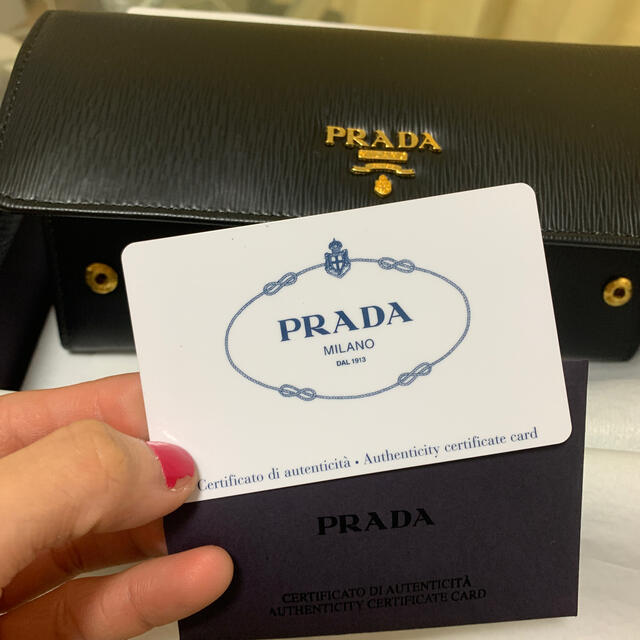 PRADA
PRADA
MILANO
DAL 1913
Certificato di autenticità • Authenticity certificate card
PRADA
CERTIFICATO DI AUTENTICITÀ
AUTHENTICITY CERTIFICATE CARD